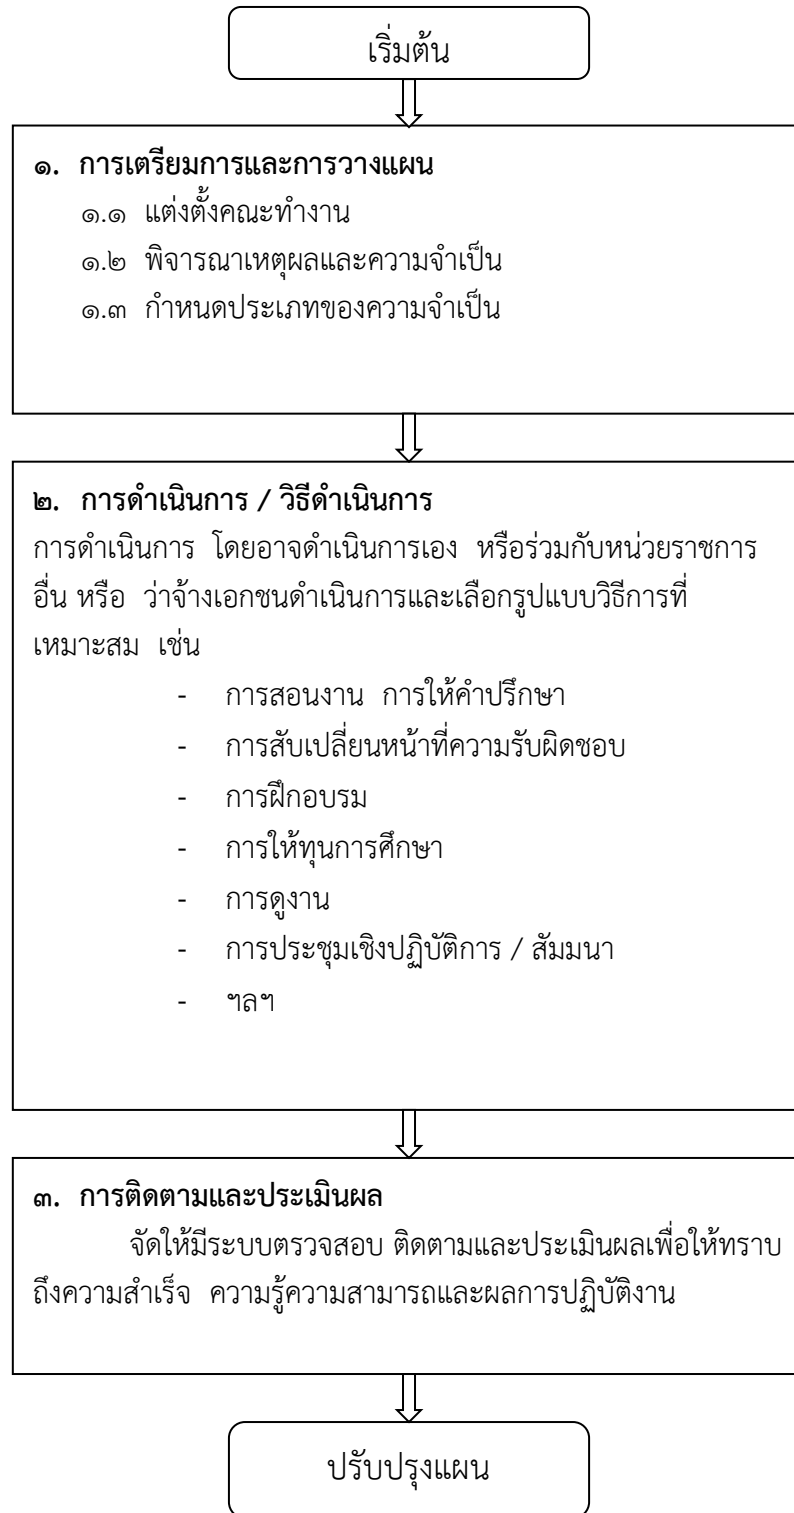 เริ่มต้น
๑. การเตรียมการและการวางแผน
๑.๑ แต่งตั้งคณะทำงาน
๑.๒ พิจารณาเหตุผลและความจำเป็น
๑.๓ กำหนดประเภทของความจำเป็น
๒. การดำเนินการ / วิธีดำเนินการ
การดำเนินการ โดยอาจดำเนินการเอง หรือร่วมกับหน่วยราชการ
อื่น หรือ ว่าจ้างเอกชนดำเนินการและเลือกรูปแบบวิธีการที่
เหมาะสม เช่น
- การสอนงาน การให้คำปรึกษา
- การสับเปลี่ยนหน้าที่ความรับผิดชอบ
- การฝึกอบรม
- การให้ทุนการศึกษา
- การดูงาน
- การประชุมเชิงปฏิบัติการ / สัมมนา
- ฯลฯ
๓. การติดตามและประเมินผล
จัดให้มีระบบตรวจสอบ ติดตามและประเมินผลเพื่อให้ทราบ
ถึงความสำเร็จ ความรู้ความสามารถและผลการปฏิบัติงาน
ปรับปรุงแผน